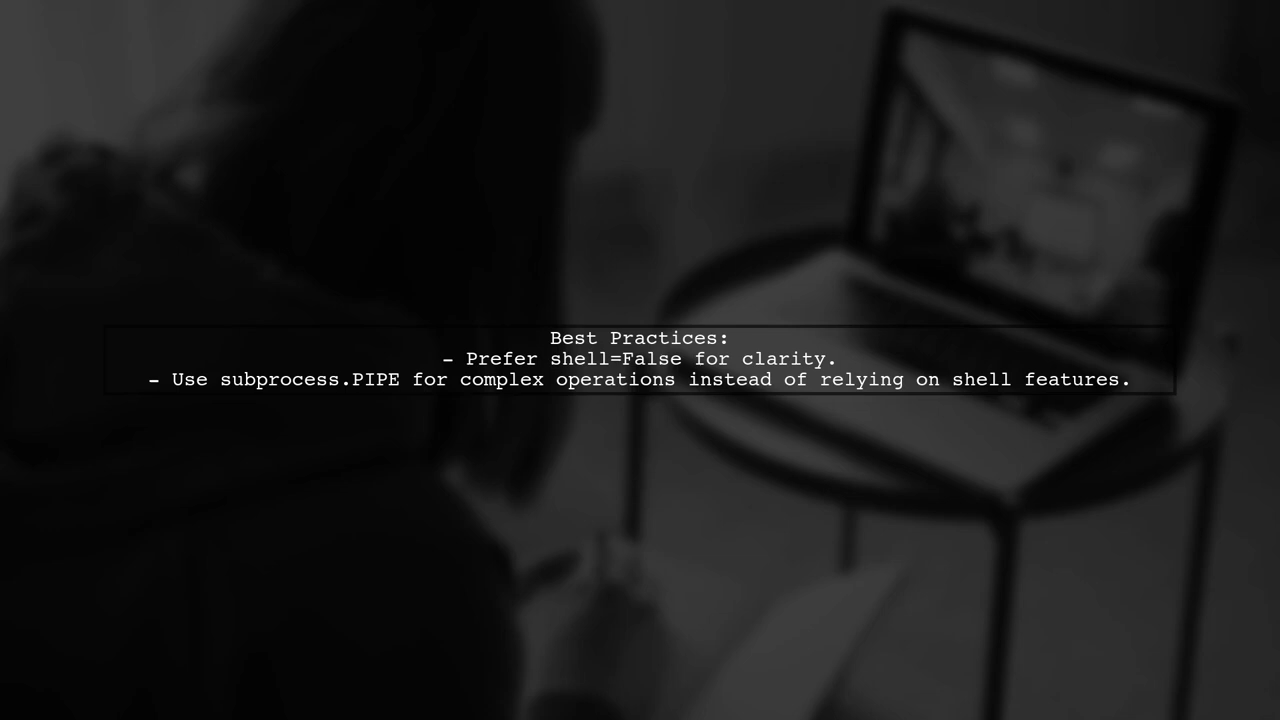 Best Practices:
- Prefer shell=False for clarity.
- Use subprocess.PIPE for complex operations instead of relying on shell features.